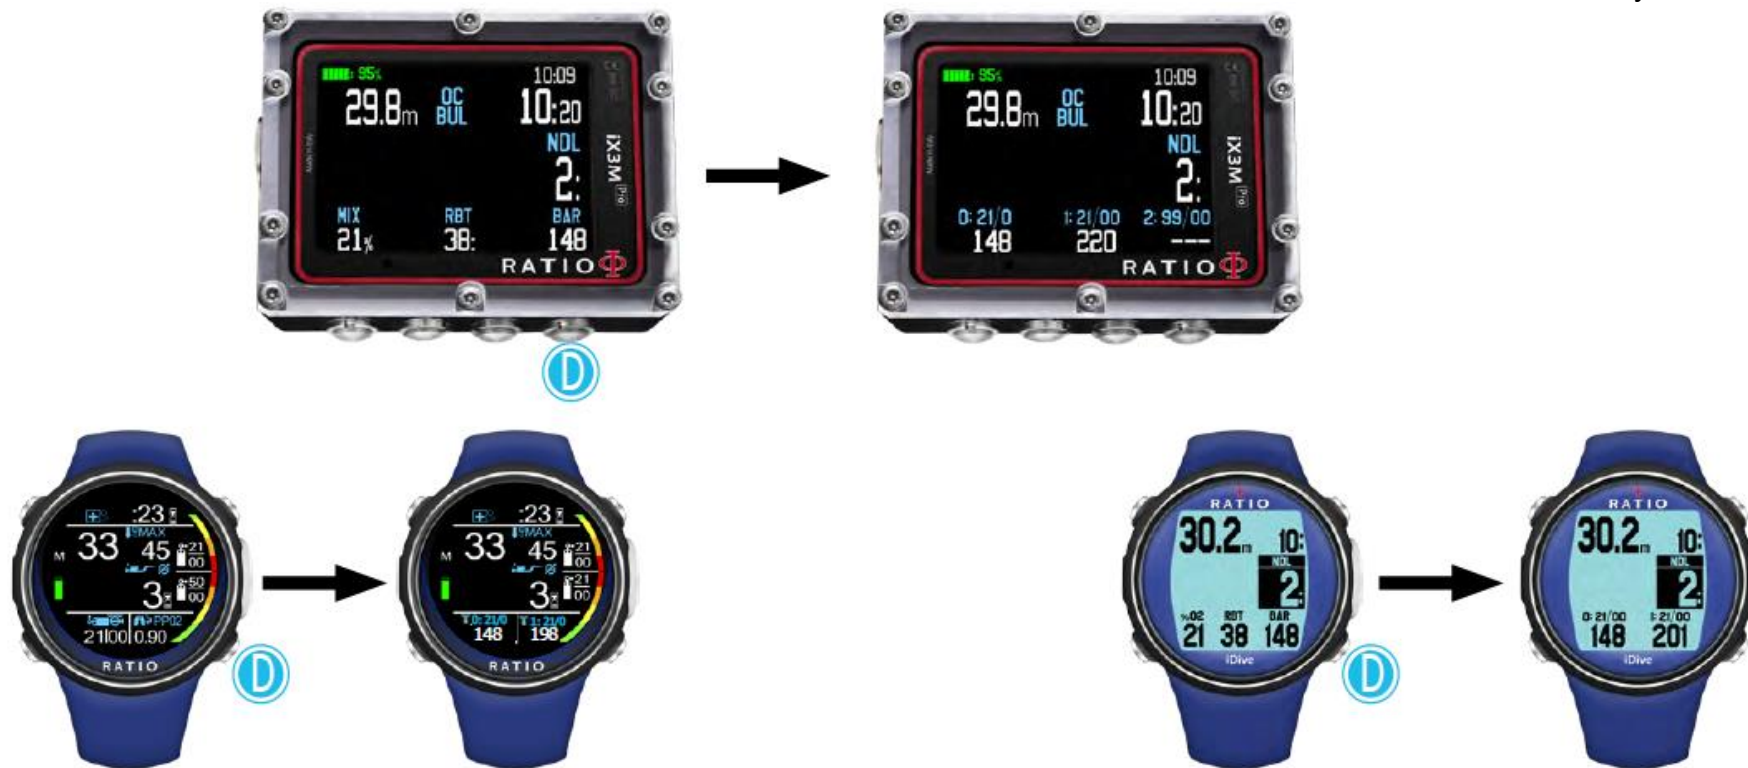 95%
10:09
29.8m
OC
BUL
10:20
NDL
2:
MIX
RBT
BAR
21%
38:
148
iX3M
Pro
RATIO
D
95%
10:09
29.8m
OC
BUL
10:20
NDL
2:
0: 21/0
1: 21/00
2: 99/00
148
220
---
iX3M
Pro
RATIO
:23
MAX
M
33
45
21
00
50
00
3
PPO2
21|00
0.90
RATIO
D
:23
MAX
M
33
45
21
00
21
00
3
0: 21/0
1: 21/0
148
198
RATIO
RATIO
30.2m
10:
NDL
2:
%O2
RBT
BAR
21
38
148
iDive
D
RATIO
30.2m
10:
NDL
2:
0: 21/00
1: 21/00
148
201
iDive